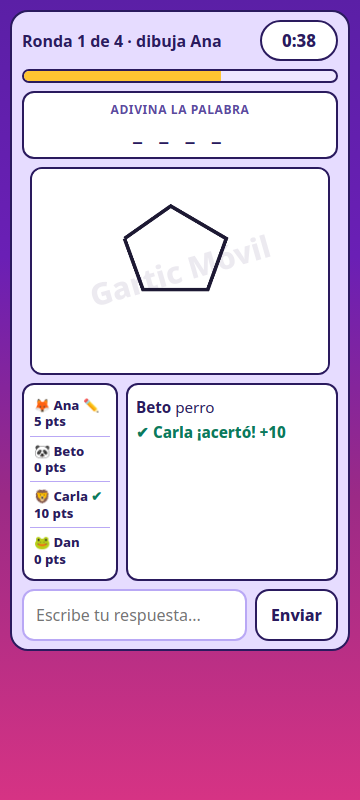 Ronda 1 de 4 · dibuja Ana
0:38
ADIVINA LA PALABRA
_ _ _ _
Gartic Móvil
🦊 Ana ✏️
5 pts
🐼 Beto
0 pts
🦁 Carla ✔
10 pts
🐸 Dan
0 pts
Beto perro
✔ Carla ¡acertó! +10
Escribe tu respuesta...
Enviar